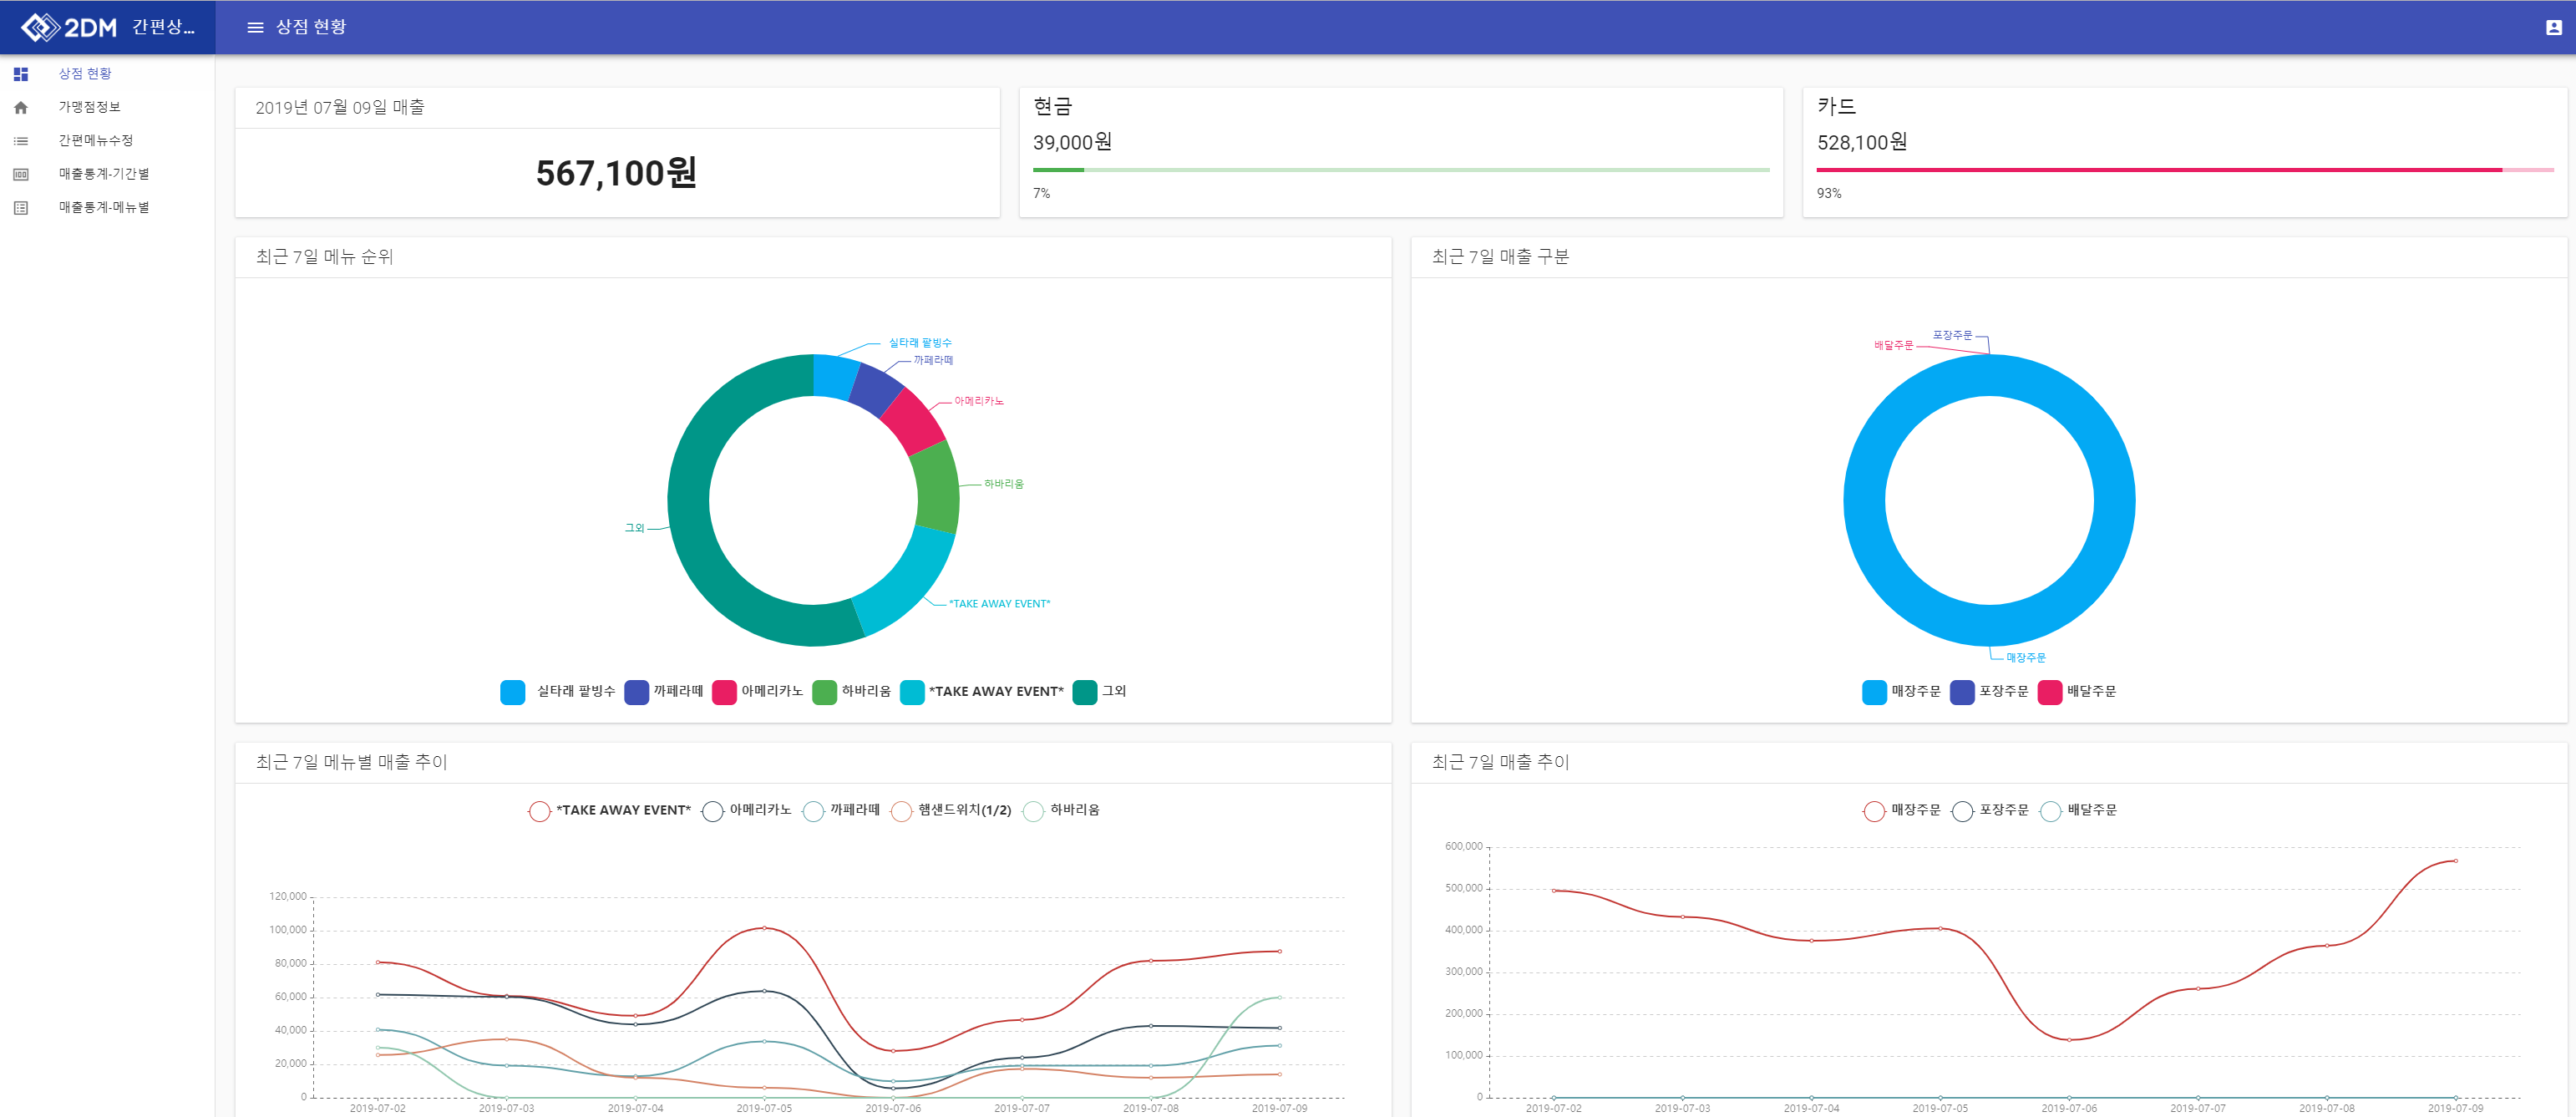 2DM 간편상...
상점 현황
상점 현황
가맹점정보
간편메뉴수정
매출통계-기간별
매출통계-메뉴별
2019년 07월 09일 매출
567,100원
현금
39,000원
7%
카드
528,100원
93%
최근 7일 메뉴 순위
실타래 팥빙수
까페라떼
아메리카노
하바리움
그외
*TAKE AWAY EVENT*
실타래 팥빙수 까페라떼 아메리카노 하바리움 *TAKE AWAY EVENT* 그외
최근 7일 매출 구분
포장주문
배달주문
매장주문
매장주문 포장주문 배달주문
최근 7일 메뉴별 매출 추이
*TAKE AWAY EVENT* 아메리카노 까페라떼 햄샌드위치(1/2) 하바리움
120,000
100,000
80,000
60,000
40,000
20,000
0
2019-07-02 2019-07-03 2019-07-04 2019-07-05 2019-07-06 2019-07-07 2019-07-08 2019-07-09
최근 7일 매출 추이
매장주문 포장주문 배달주문
600,000
500,000
400,000
300,000
200,000
100,000
0
2019-07-02 2019-07-03 2019-07-04 2019-07-05 2019-07-06 2019-07-07 2019-07-08 2019-07-09